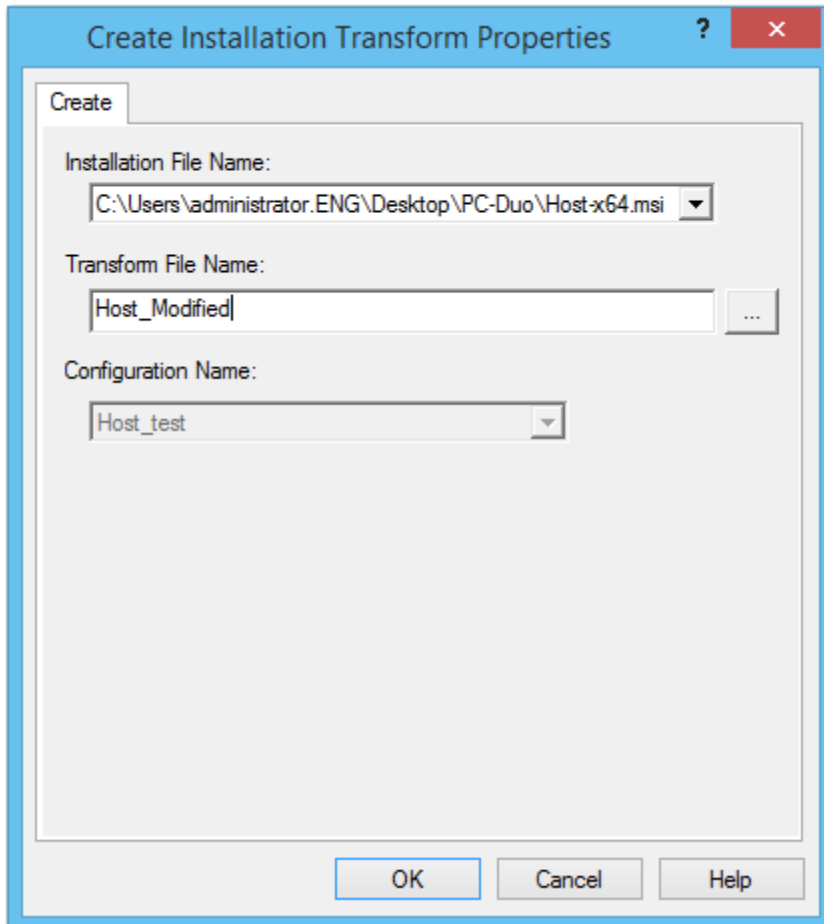 Create Installation Transform Properties ?
Create
Installation File Name:
C:\Users\administrator.ENG\Desktop\PC-Duo\Host-x64.msi
Transform File Name:
Host_Modified
...
Configuration Name:
Host_test
OK Cancel Help